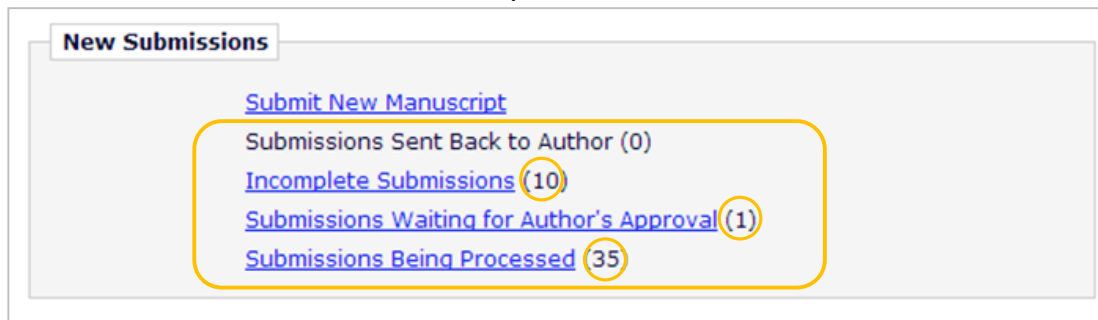 New Submissions
Submit New Manuscript
Submissions Sent Back to Author (0)
Incomplete Submissions (10)
Submissions Waiting for Author's Approval (1)
Submissions Being Processed (35)